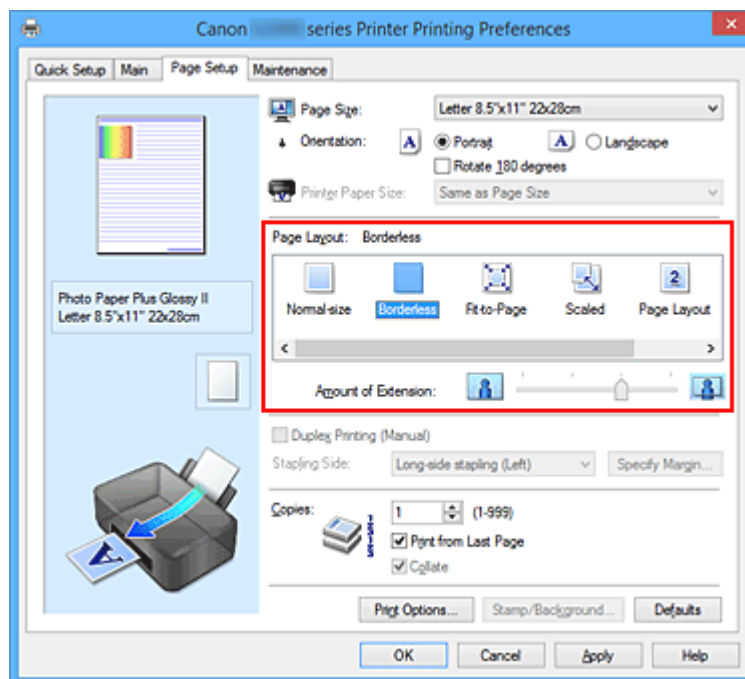 Canon series Printer Printing Preferences
Quick Setup Main Page Setup Maintenance
Page Size: Letter 8.5"x11" 22x28cm
Orientation: A Portrait A Landscape
Rotate 180 degrees
Printer Paper Size: Same as Page Size
Page Layout: Borderless
2
Normal-size Borderless Fit-to-Page Scaled Page Layout
Amount of Extension:
Photo Paper Plus Glossy II
Letter 8.5"x11" 22x28cm
Duplex Printing (Manual)
Stapling Side: Long-side stapling (Left) Specify Margin...
Copies: 1 (1-999)
Print from Last Page
Collate
A
Print Options... Stamp/Background... Defaults
OK Cancel Apply Help